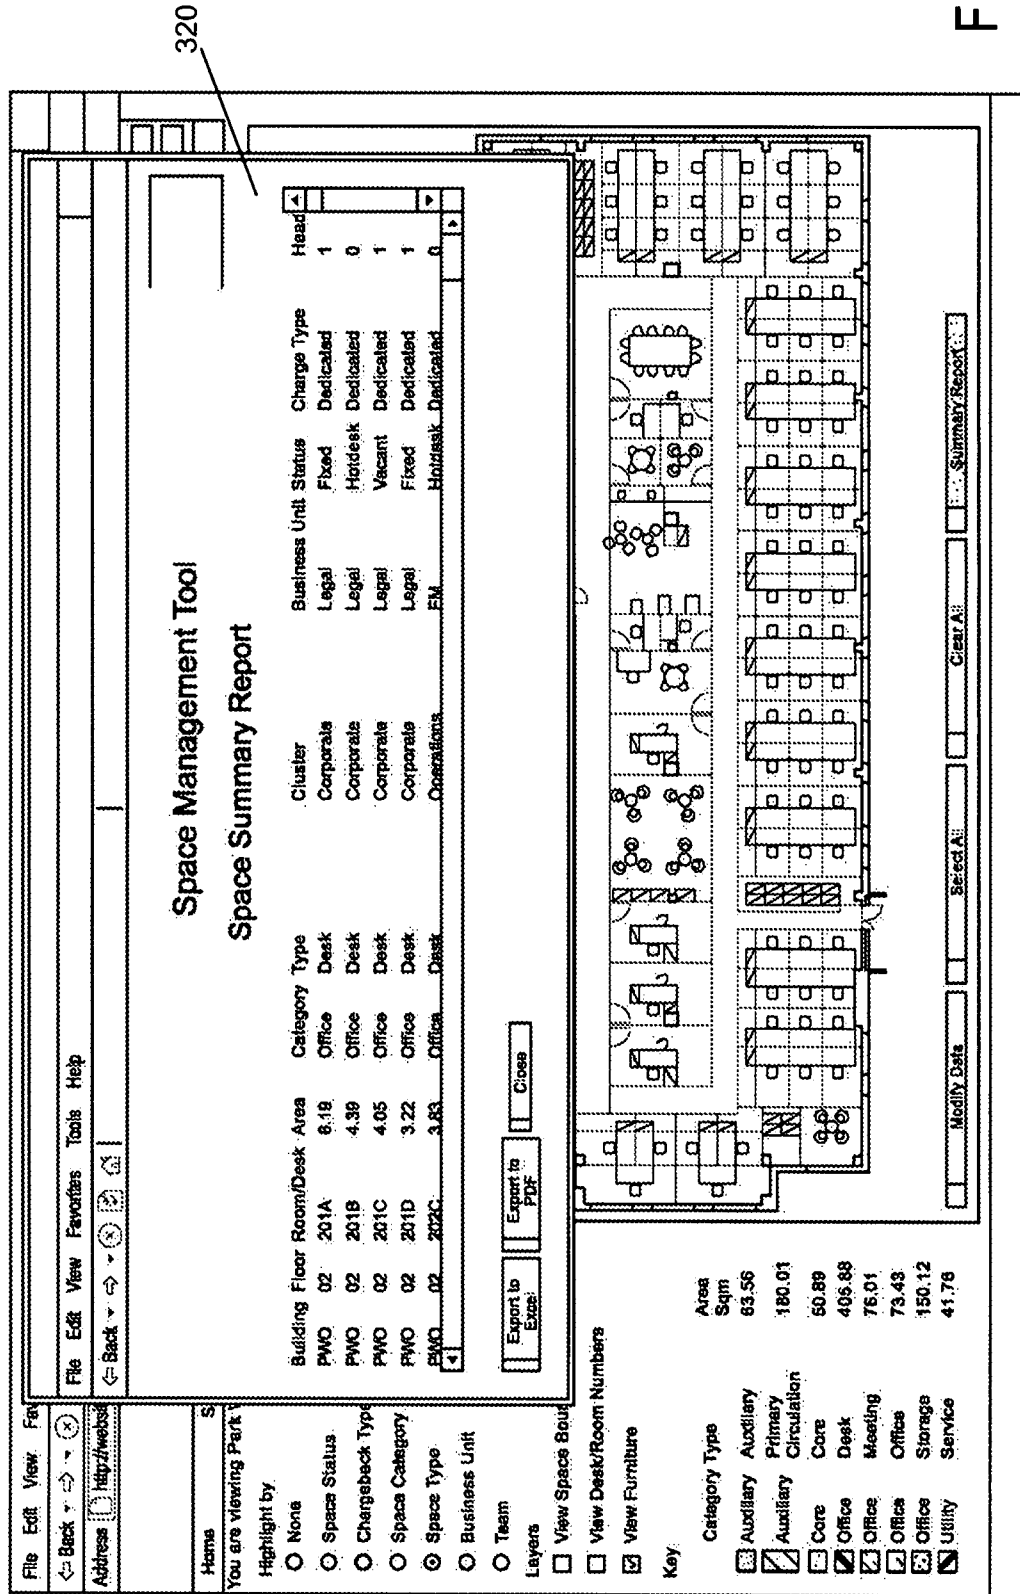 320
F
File Edit View Fav
Back
Address http://websit
Home S
You are viewing Park
Highlight by
None
Space Status
Chargeback Type
Space Category
Space Type
Business Unit
Team
Layers
View Space Bour
View Desk/Room Numbers
View Furniture
Key
Category Type Area Sqm
Auxiliary Auxiliary 63.56
Auxiliary Primary Circulation 180.01
Core Core 50.89
Office Desk 405.88
Office Meeting 76.01
Office Office 73.43
Office Storage 150.12
Utility Service 41.78
File Edit View Favorites Tools Help
Back
Space Management Tool
Space Summary Report
Building Floor Room/Desk Area Category Type Cluster Business Unit Status Charge Type Head
PWO 02 201A 6.19 Office Desk Corporate Legal Fixed Dedicated 1
PWO 02 201B 4.39 Office Desk Corporate Legal Hotdesk Dedicated 0
PWO 02 201C 4.05 Office Desk Corporate Legal Vacant Dedicated 1
PWO 02 201D 3.22 Office Desk Corporate Legal Fixed Dedicated 1
PWO 02 202C 3.83 Office Desk Operations FM Hotdesk Dedicated 0
Export to Excel
Export to PDF
Close
Modify Data
Select All
Clear All
Summary Report